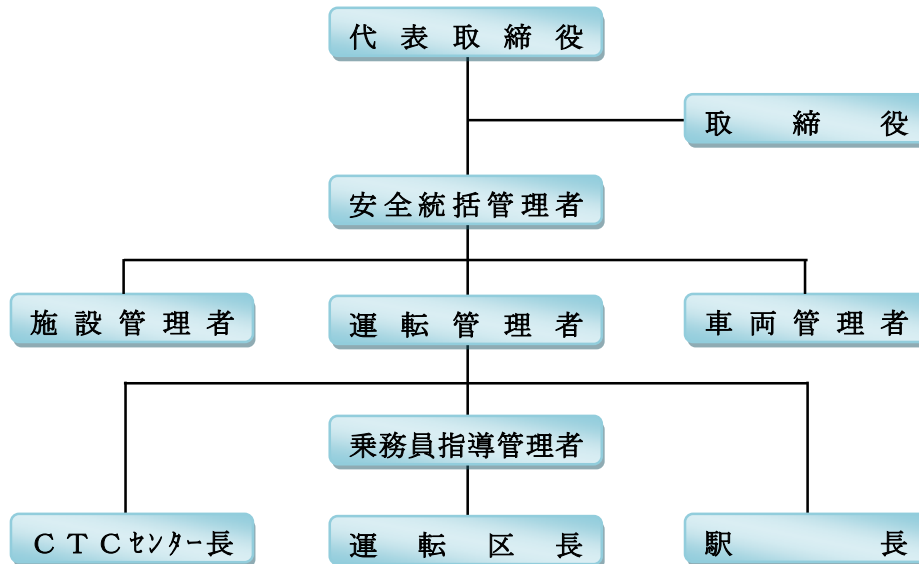 代表取締役
取締役
安全統括管理者
施設管理者
運転管理者
車両管理者
乗務員指導管理者
ＣＴＣｾﾝﾀｰ長
運転区長
駅長